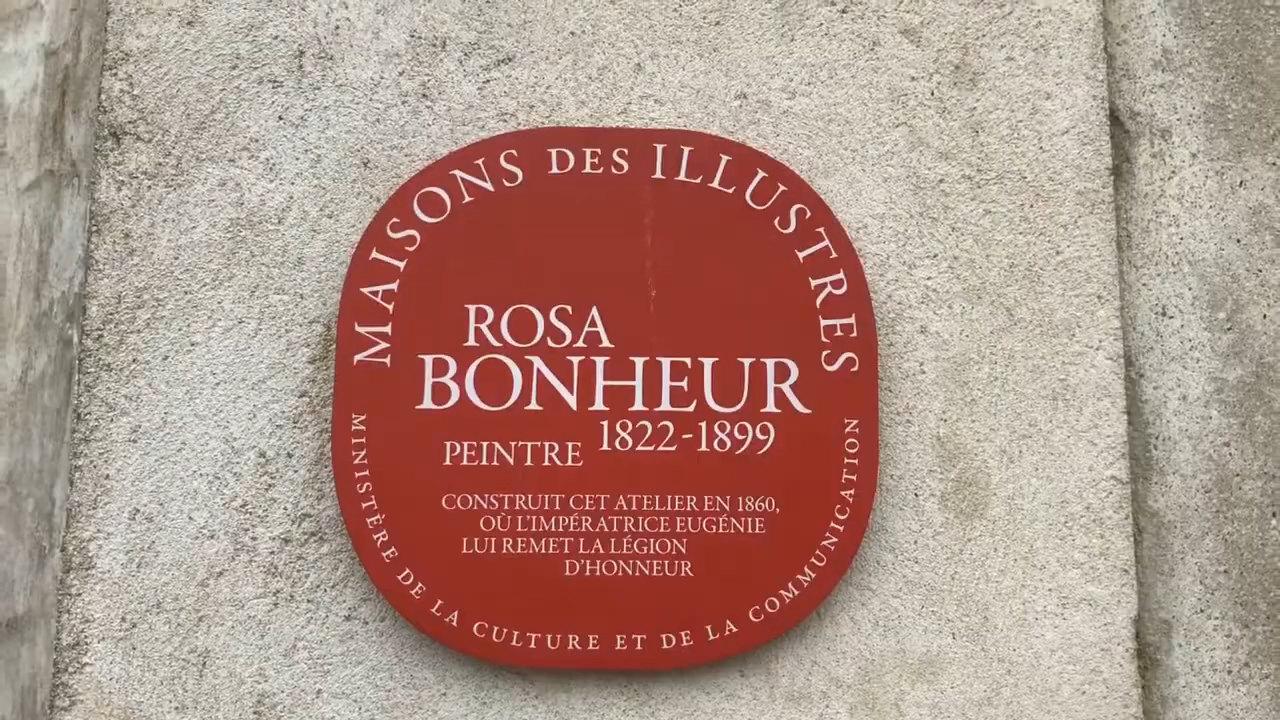 MAISONS DES ILLUSTRES
ROSA
BONHEUR
1822-1899
PEINTRE
CONSTRUIT CET ATELIER EN 1860,
OÙ L'IMPÉRATRICE EUGÉNIE
LUI REMET LA LÉGION
D'HONNEUR
MINISTÈRE DE LA CULTURE ET DE LA COMMUNICATION